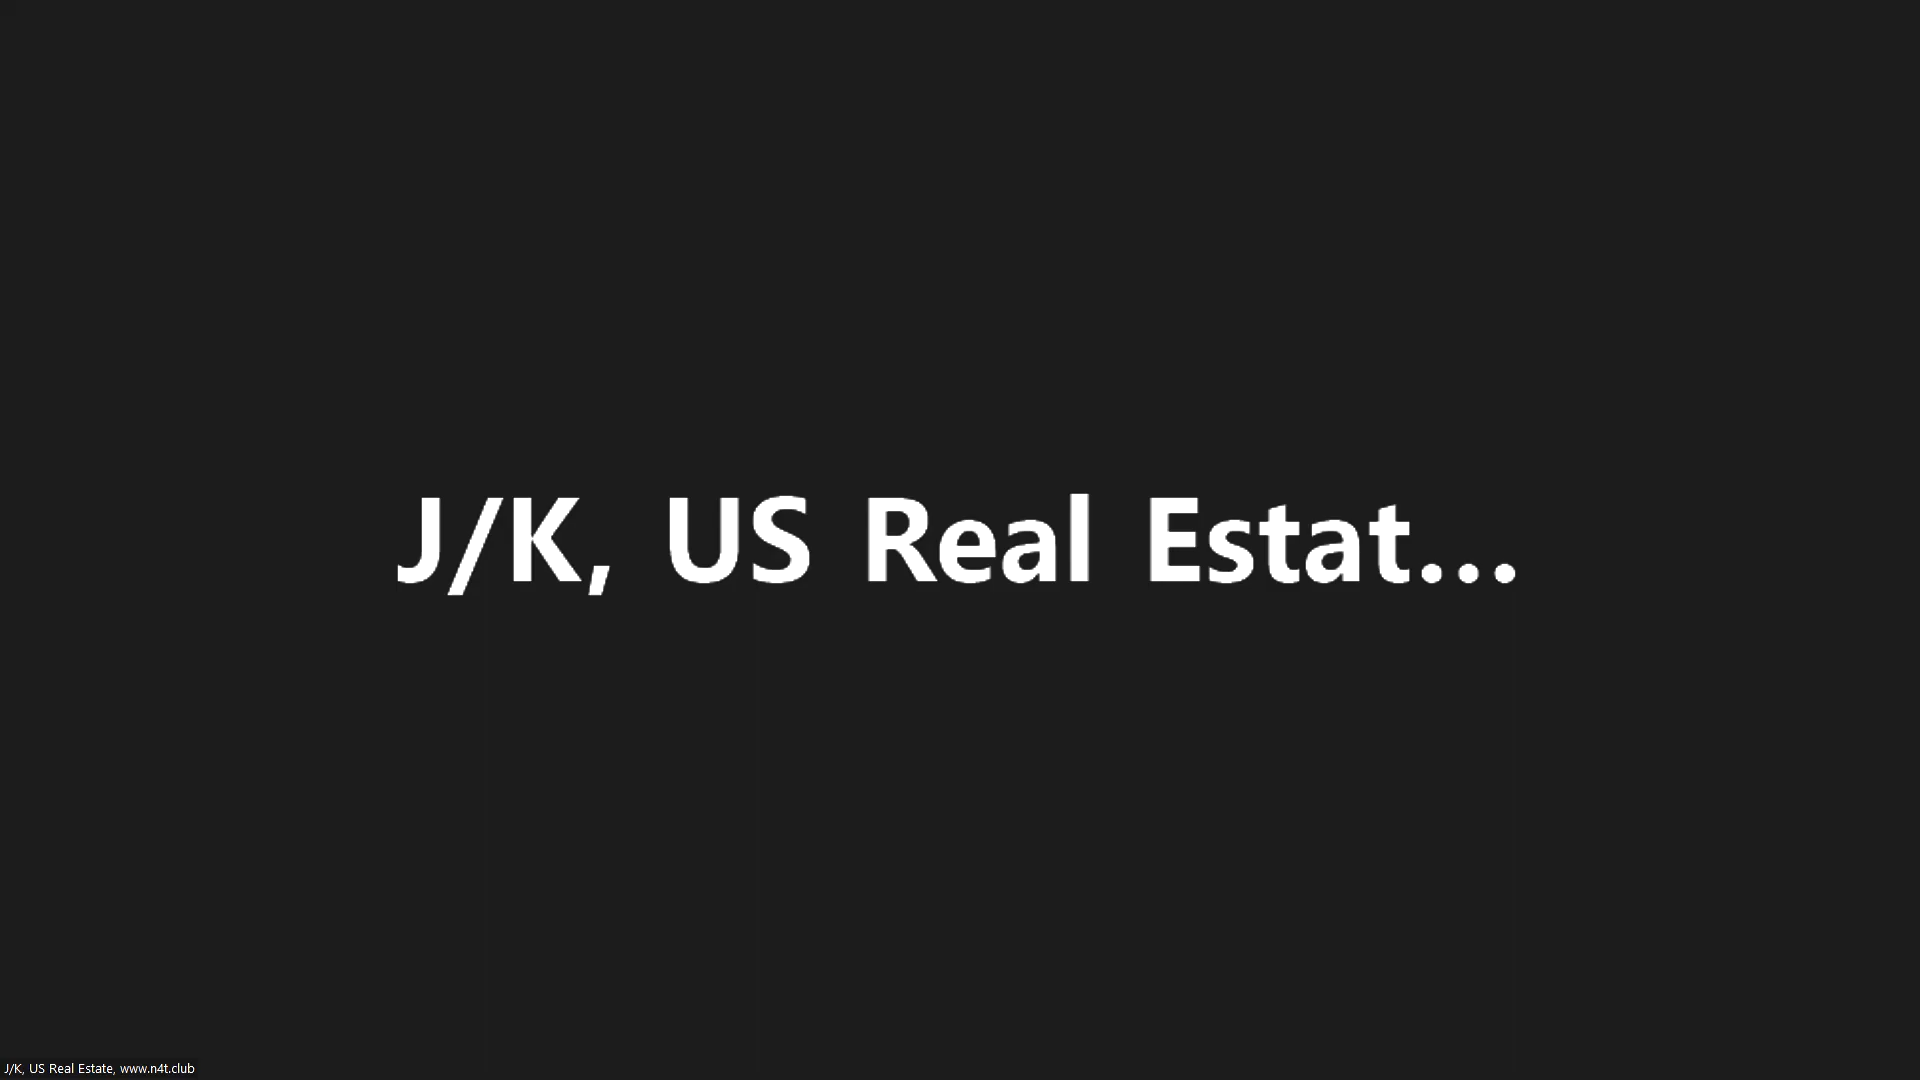 J/K, US Real Estat...
J/K, US Real Estate, www.n4t.club